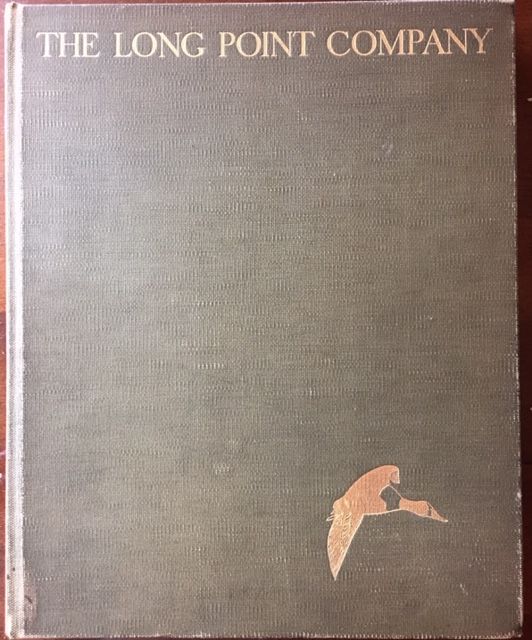 THE LONG POINT COMPANY